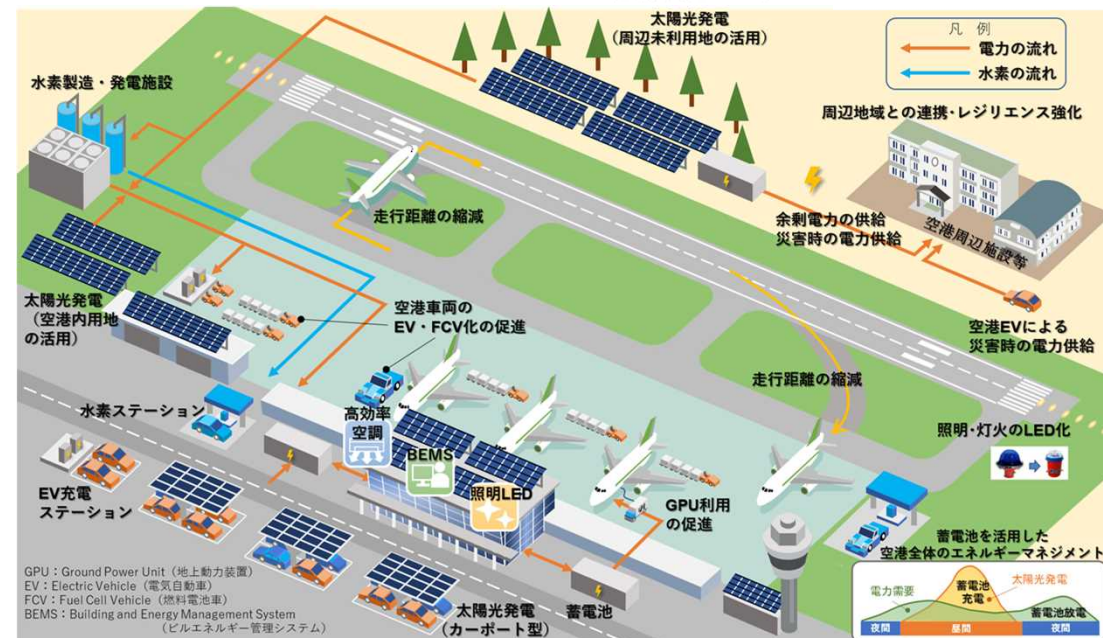 太陽光発電
（周辺未利用地の活用）
凡　例
電力の流れ
水素の流れ
水素製造・発電施設
周辺地域との連携・レジリエンス強化
走行距離の縮減
余剰電力の供給
災害時の電力供給
空港周辺施設等
太陽光発電
（空港内用地
の活用）
空港車両の
EV・FCV化の促進
空港EVによる
災害時の電力供給
走行距離の縮減
水素ステーション
高効率
空調
BEMS
照明LED
照明・灯火のLED化
EV充電
ステーション
GPU利用
の促進
蓄電池を活用した
空港全体のエネルギーマネジメント
GPU：Ground Power Unit（地上動力装置）
EV：Electric Vehicle（電気自動車）
FCV：Fuel Cell Vehicle（燃料電池車）
BEMS：Building and Energy Management System
（ビルエネルギー管理システム）
太陽光発電
（カーポート型）
蓄電池
電力需要
蓄電池
充電
太陽光発電
蓄電池放電
夜間
昼間
夜間